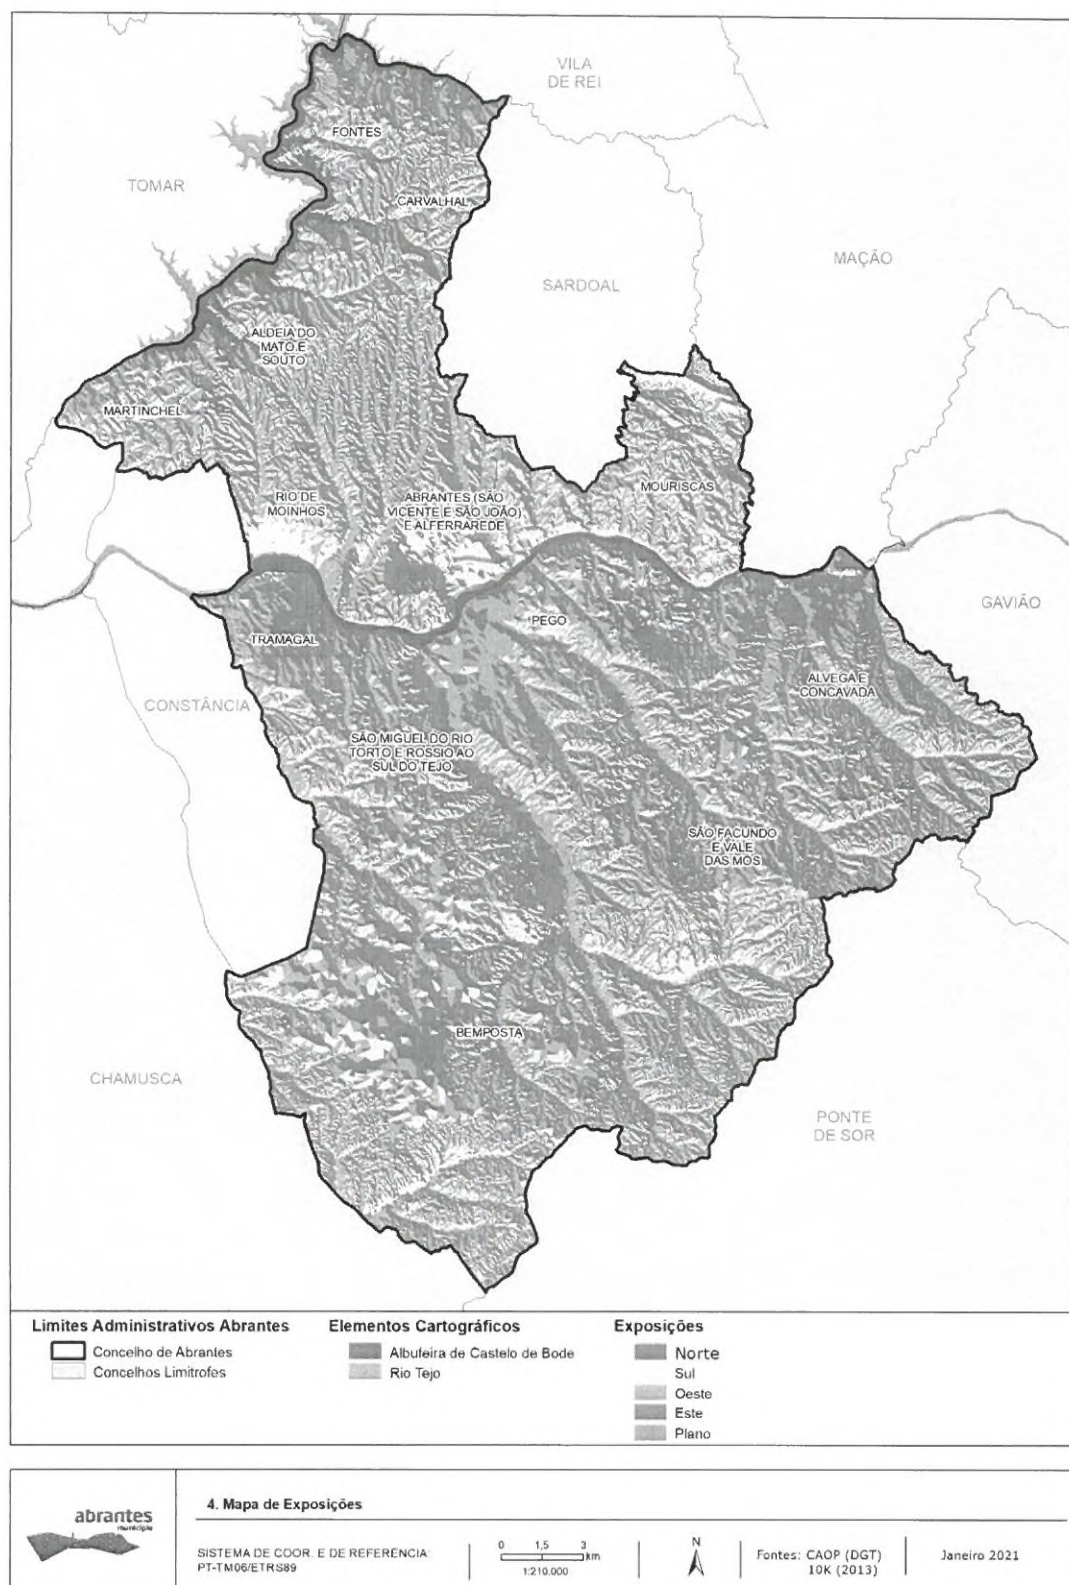 VILA
DE REI
FONTES
TOMAR
CARVALHAL
MAÇÃO
SARDOAL
ALDEIA DO
MATO E
SOUTO
MARTINCHEL
MOURISCAS
RIO DE
MOINHOS
ABRANTES (SÃO
VICENTE E SÃO JOÃO)
E ALFERRAREDE
GAVIÃO
PEGO
TRAMAGAL
ALVEGA E
CONCAVADA
CONSTÂNCIA
SÃO MIGUEL DO RIO
TORTO E ROSSIO AO
SUL DO TEJO
SÃO FACUNDO
E VALE
DAS MÓS
BEMPOSTA
CHAMUSCA
PONTE
DE SOR
Limites Administrativos Abrantes
Concelho de Abrantes
Concelhos Limitrofes
Elementos Cartográficos
Albufeira de Castelo de Bode
Rio Tejo
Exposições
Norte
Sul
Oeste
Este
Plano
abrantes
município
4. Mapa de Exposições
SISTEMA DE COOR. E DE REFERÊNCIA:
PT-TM06/ETRS89
0 1,5 3
km
1:210.000
N
Fontes: CAOP (DGT)
10K (2013)
Janeiro 2021